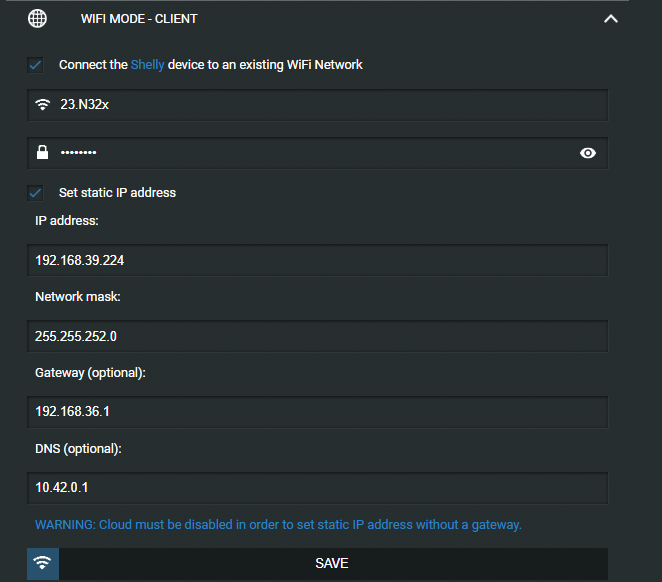 WIFI MODE - CLIENT
Connect the Shelly device to an existing WiFi Network
23.N32x
••••••••
Set static IP address
IP address:
192.168.39.224
Network mask:
255.255.252.0
Gateway (optional):
192.168.36.1
DNS (optional):
10.42.0.1
WARNING: Cloud must be disabled in order to set static IP address without a gateway.
SAVE